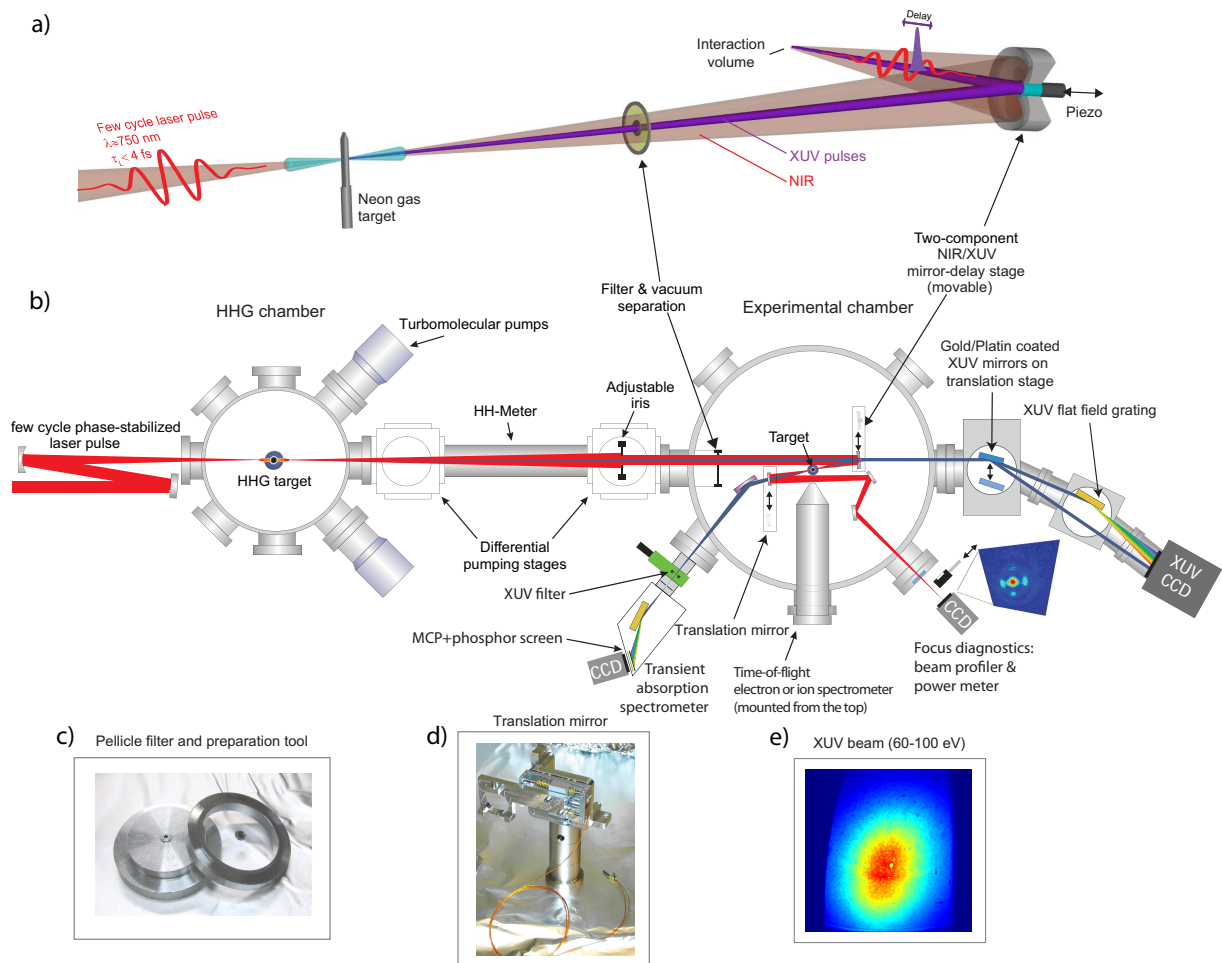 a)
Few cycle laser pulse
λ≈750 nm
τL< 4 fs
Neon gas
target
Interaction
volume
Delay
Piezo
XUV pulses
NIR
Two-component
NIR/XUV
mirror-delay stage
(movable)
Filter & vacuum
separation
b)
HHG chamber
Turbomolecular pumps
few cycle phase-stabilized
laser pulse
HHG target
HH-Meter
Adjustable
iris
Differential
pumping stages
Experimental chamber
Target
Gold/Platin coated
XUV mirrors on
translation stage
XUV flat field grating
XUV
CCD
XUV filter
MCP+phosphor screen
CCD
Transient
absorption
spectrometer
Translation mirror
Time-of-flight
electron or ion spectrometer
(mounted from the top)
CCD
Focus diagnostics:
beam profiler &
power meter
c)
Pellicle filter and preparation tool
d)
Translation mirror
e)
XUV beam (60-100 eV)